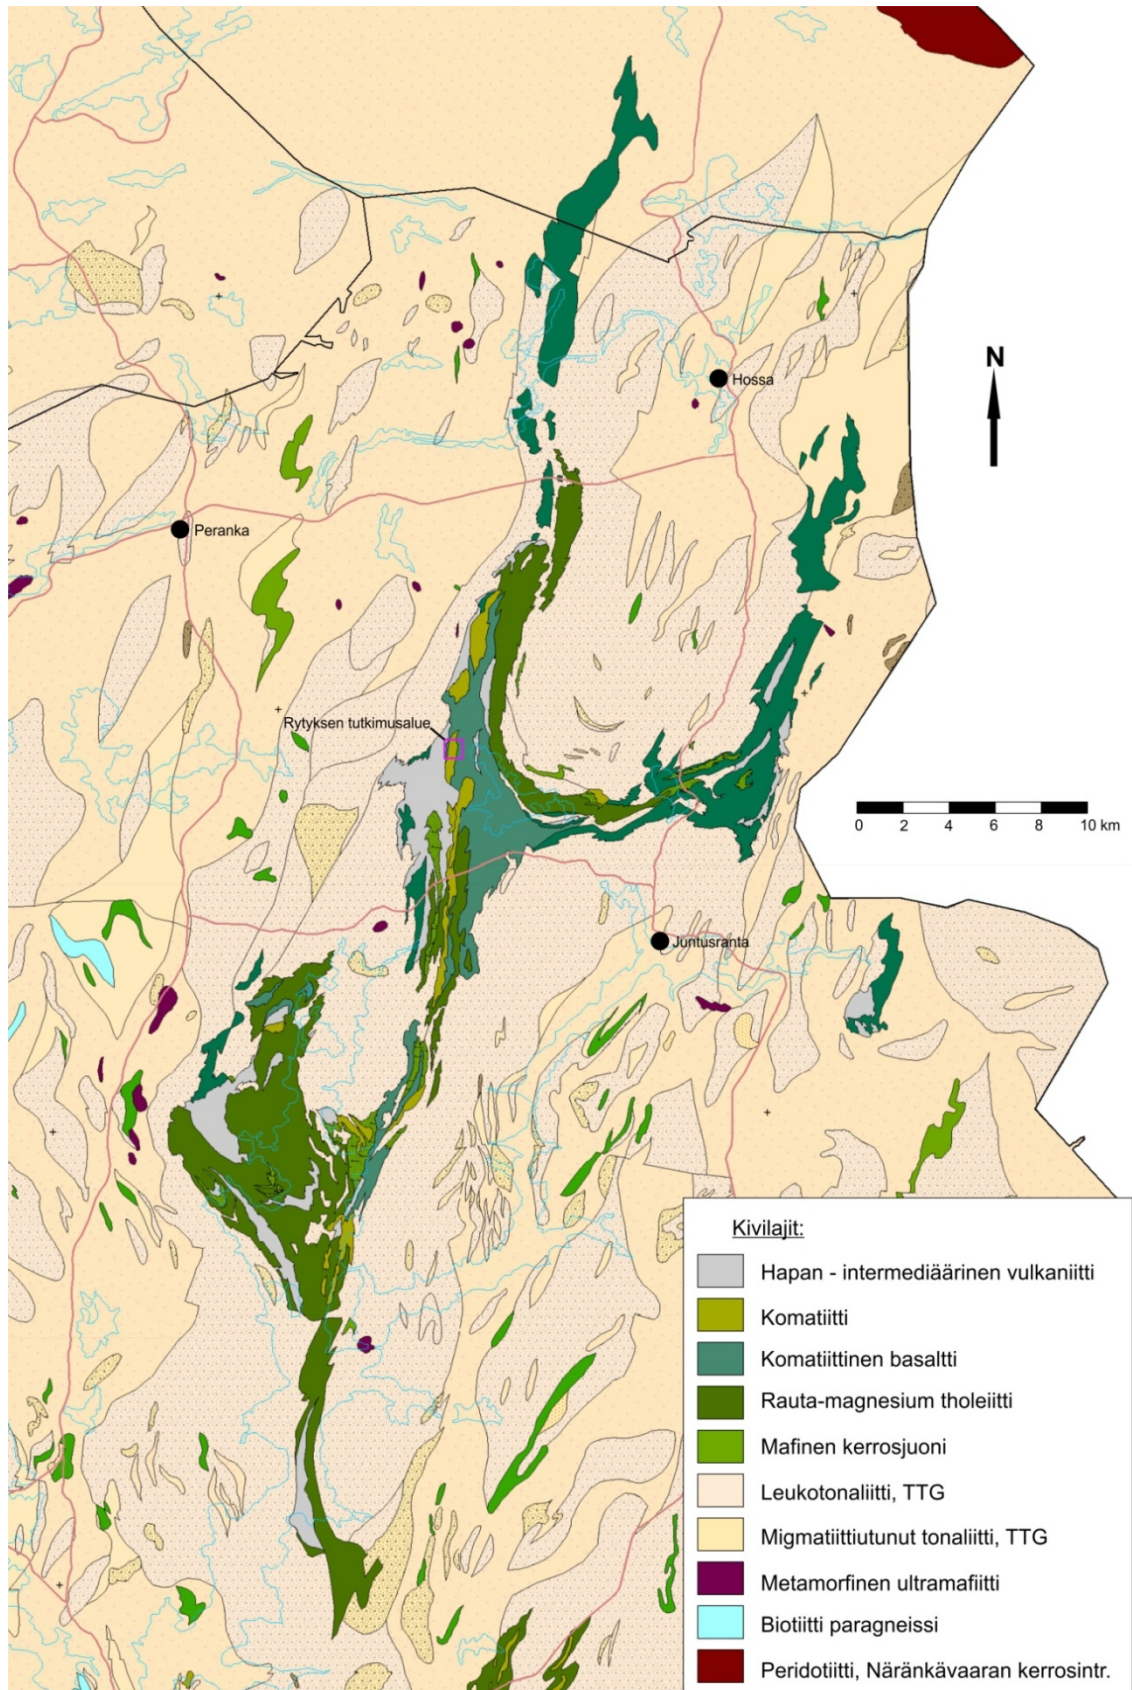 N
Hossa
Peranka
Rytyksen tutkimusalue
0 2 4 6 8 10 km
Juntusranta
Kivilajit:
Hapan - intermediäärinen vulkaniitti
Komatiitti
Komatiittinen basaltti
Rauta-magnesium tholeiitti
Mafinen kerrosjuoni
Leukotonaliitti, TTG
Migmatiittiutunut tonaliitti, TTG
Metamorfinen ultramafiitti
Biotiitti paragneissi
Peridotiitti, Näränkävaaran kerrosintr.